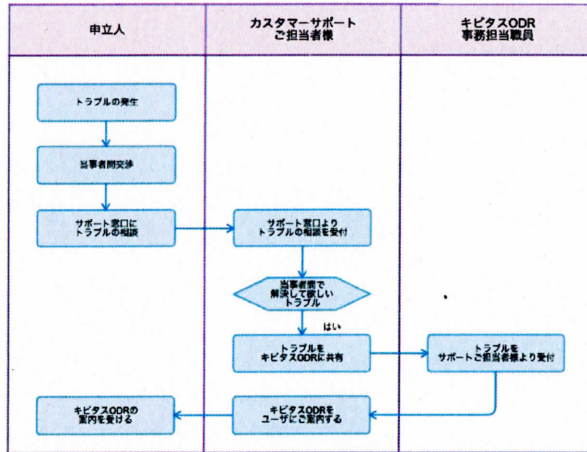 申立人
カスタマーサポート
ご担当者様
キビタスODR
事務担当職員
トラブルの発生
当事者間交渉
サポート窓口に
トラブルの相談
サポート窓口より
トラブルの相談を受付
当事者間で
解決して欲しい
トラブル
はい
トラブルを
キビタスODRに共有
トラブルを
サポートご担当者様より受付
キビタスODRの
案内を受ける
キビタスODRを
ユーザにご案内する